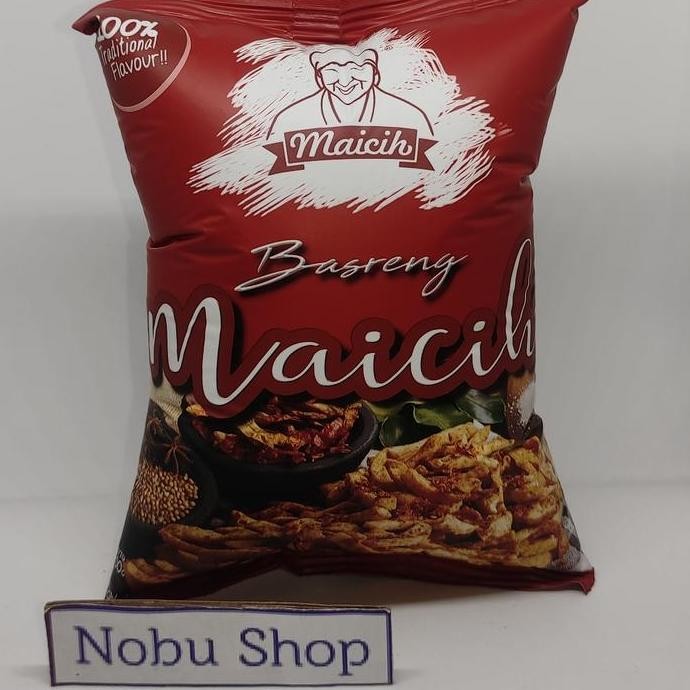 100%
Traditional
Flavour!!
Maicih
Basreng
Maicih
Nobu Shop